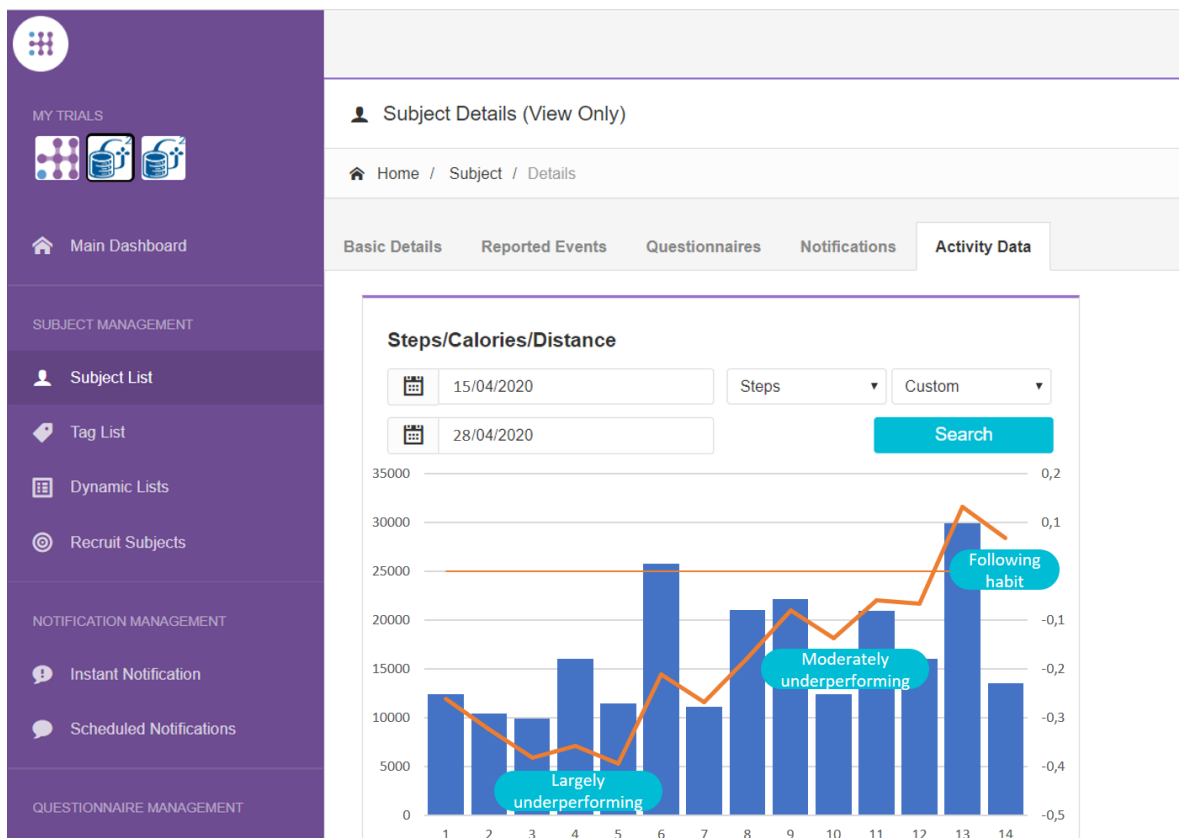 MY TRIALS
2
2
Main Dashboard
SUBJECT MANAGEMENT
Subject List
Tag List
Dynamic Lists
Recruit Subjects
NOTIFICATION MANAGEMENT
Instant Notification
Scheduled Notifications
QUESTIONNAIRE MANAGEMENT
Subject Details (View Only)
Home / Subject / Details
Basic Details Reported Events Questionnaires Notifications Activity Data
Steps/Calories/Distance
15/04/2020 Steps Custom
28/04/2020 Search
35000 0,2
30000 0,1
25000
20000 -0,1
15000 -0,2
10000 -0,3
5000 -0,4
0 -0,5
Following
habit
Moderately
underperforming
Largely
underperforming
1 2 3 4 5 6 7 8 9 10 11 12 13 14